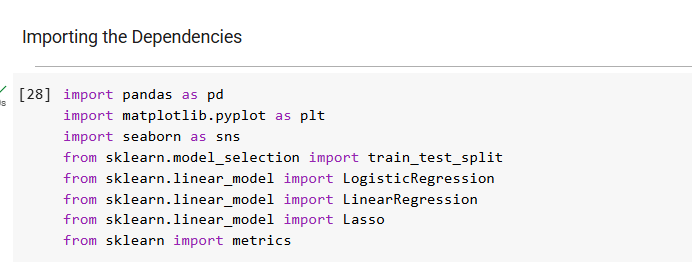 Importing the Dependencies
[28] import pandas as pd
import matplotlib.pyplot as plt
import seaborn as sns
from sklearn.model_selection import train_test_split
from sklearn.linear_model import LogisticRegression
from sklearn.linear_model import LinearRegression
from sklearn.linear_model import Lasso
from sklearn import metrics